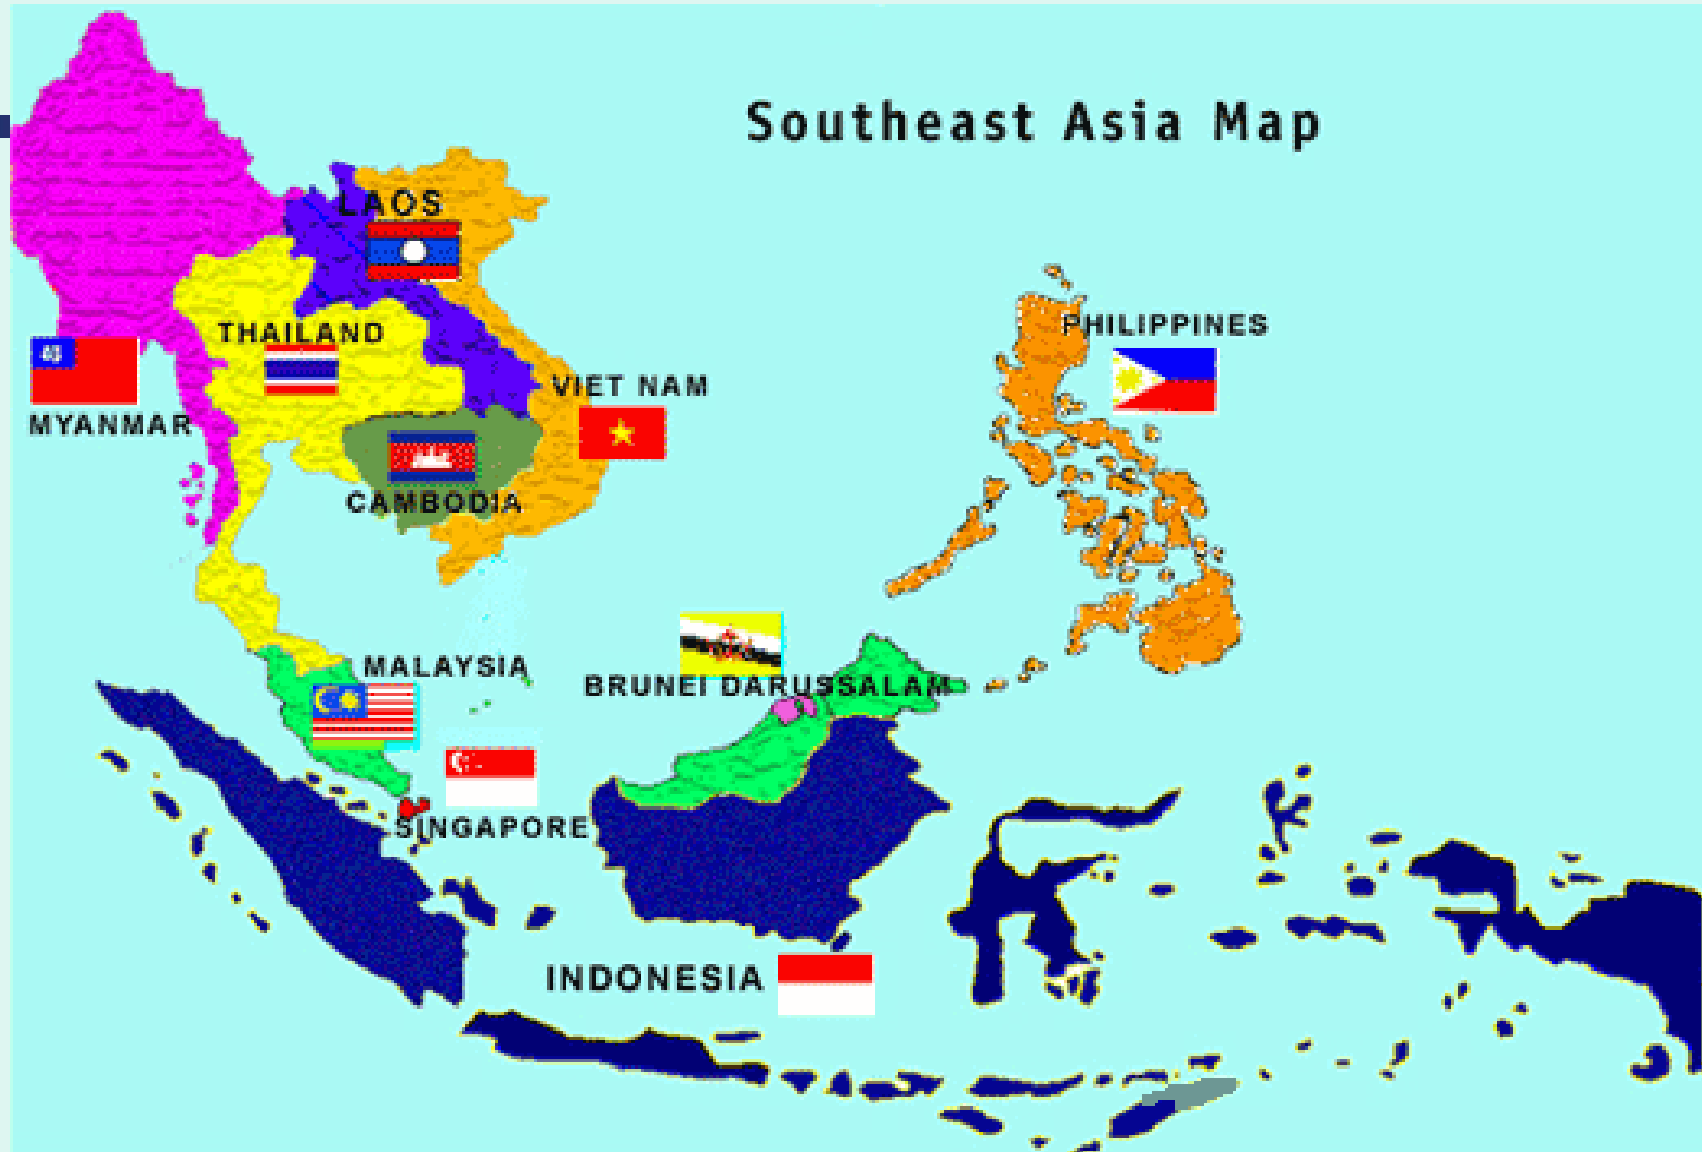 Southeast Asia Map
LAOS
PHILIPPINES
THAILAND
VIET NAM
MYANMAR
CAMBODIA
MALAYSIA
BRUNEI DARUSSALAM
SINGAPORE
INDONESIA